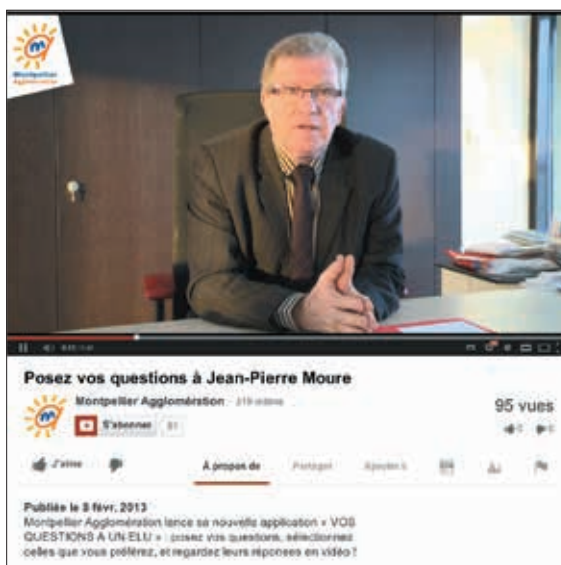 Montpellier
Agglomération
Posez vos questions à Jean-Pierre Moure
Montpellier Agglomération
S'abonner
95 vues
J'aime
À propos de
Partager
Ajouter à
Publiée le 8 févr. 2013
Montpellier Agglomération lance sa nouvelle application « VOS
QUESTIONS A UN ELU » : posez vos questions, sélectionnez
celles que vous préférez, et regardez leurs réponses en vidéo !